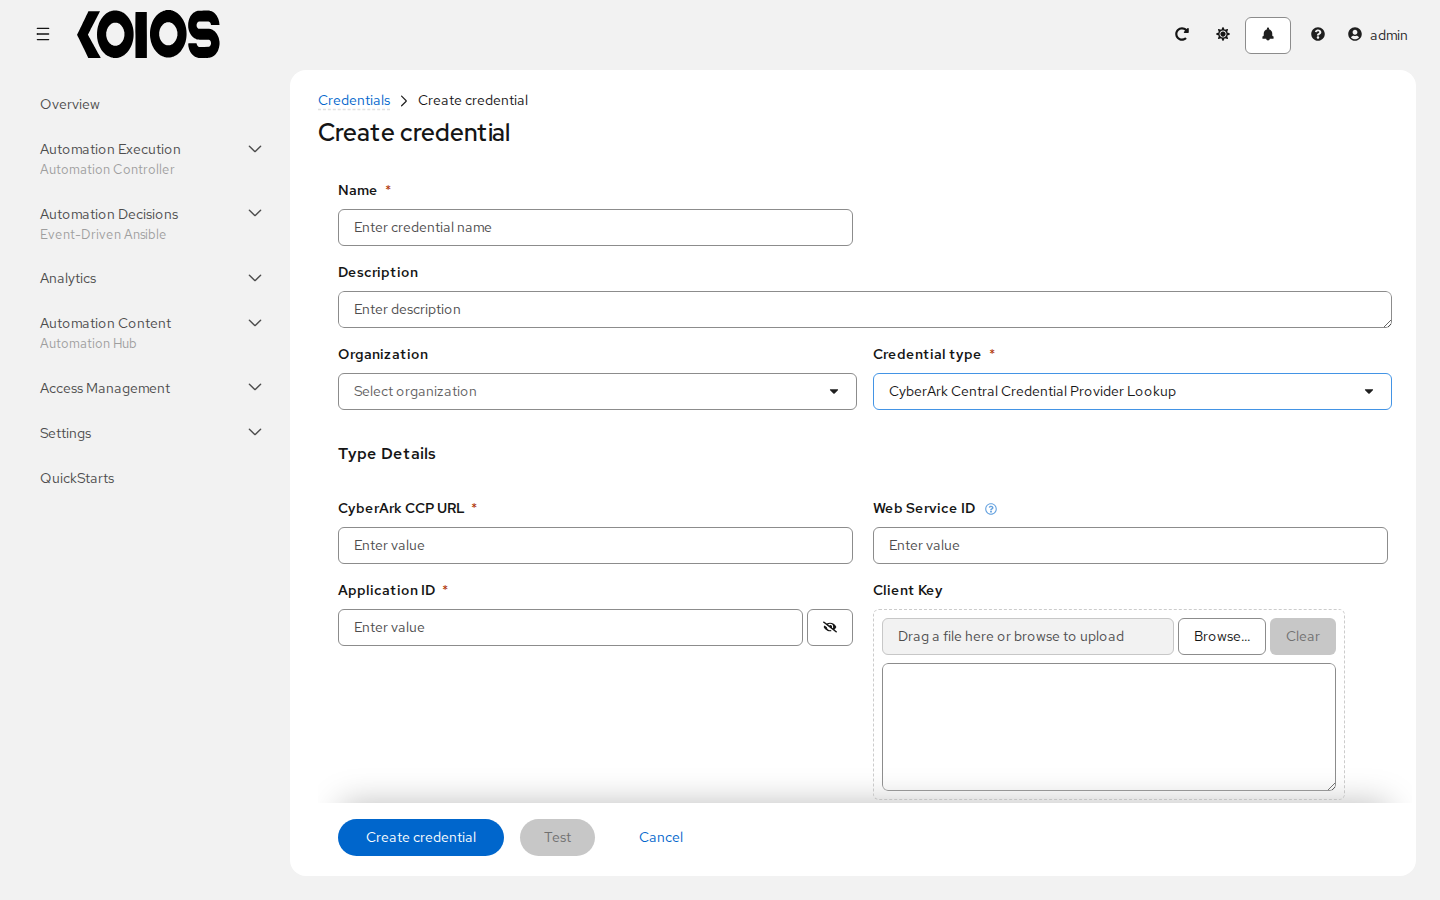 KOIOS
admin
Overview
Automation Execution
Automation Controller
Automation Decisions
Event-Driven Ansible
Analytics
Automation Content
Automation Hub
Access Management
Settings
QuickStarts
Credentials
Create credential
Create credential
Name *
Enter credential name
Description
Enter description
Organization
Credential type *
Select organization
CyberArk Central Credential Provider Lookup
Type Details
CyberArk CCP URL *
Web Service ID
Enter value
Enter value
Application ID *
Client Key
Enter value
Drag a file here or browse to upload
Browse...
Clear
Create credential
Test
Cancel